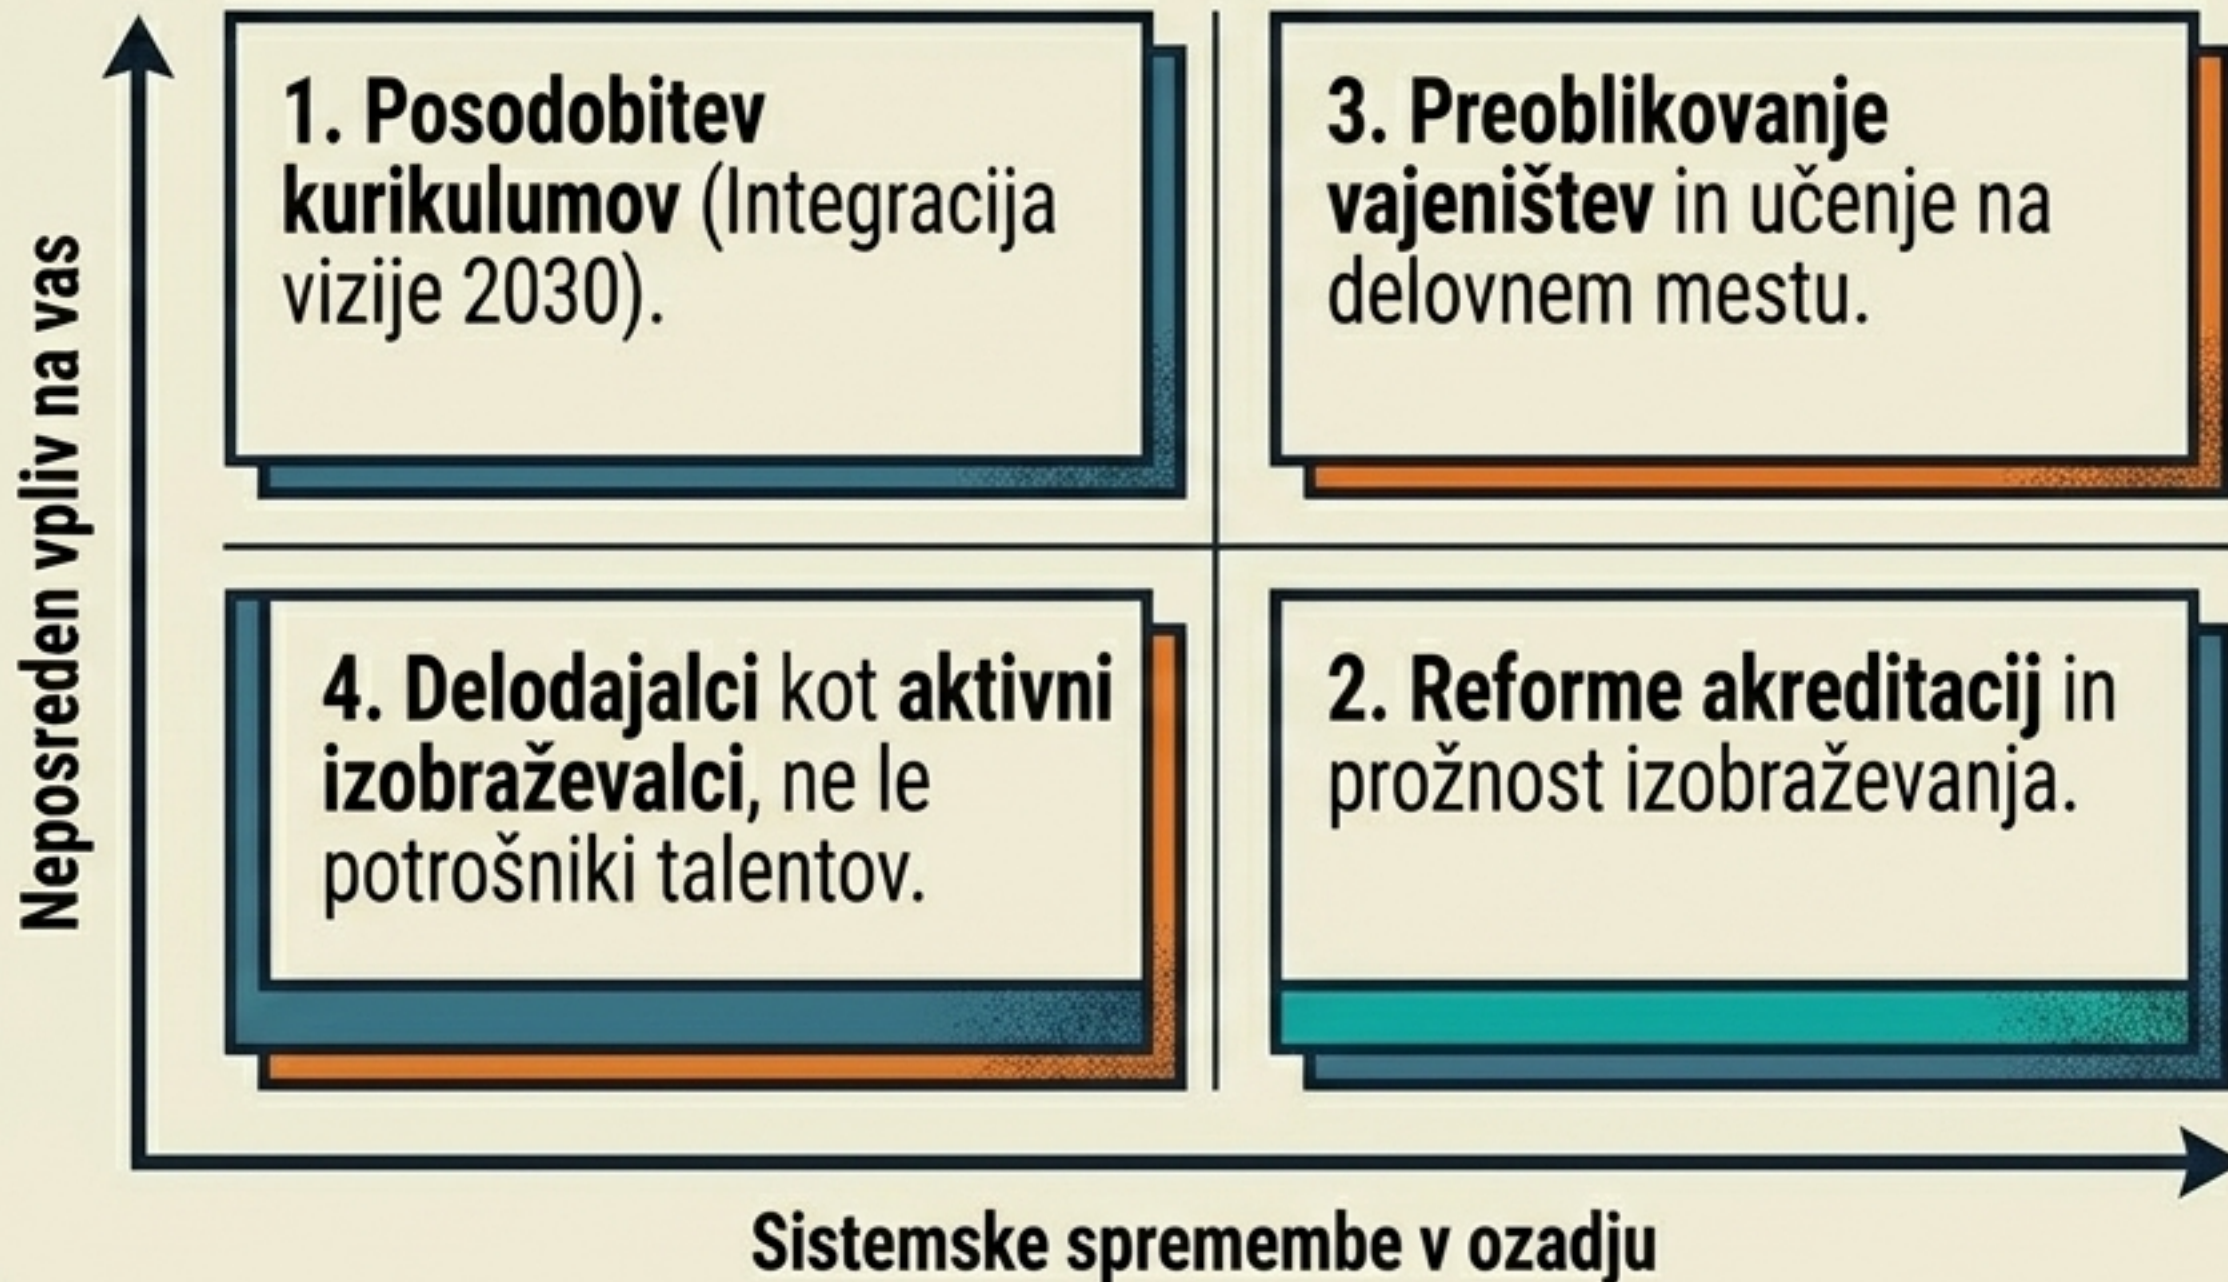 Neposreden vpliv na vas
1. Posodobitev
kurikulumov (Integracija
vizije 2030).
3. Preoblikovanje
vajeništev in učenje na
delovnem mestu.
4. Delodajalci kot aktivni
izobraževalci, ne le
potrošniki talentov.
2. Reforme akreditacij in
prožnost izobraževanja.
Sistemske spremembe v ozadju